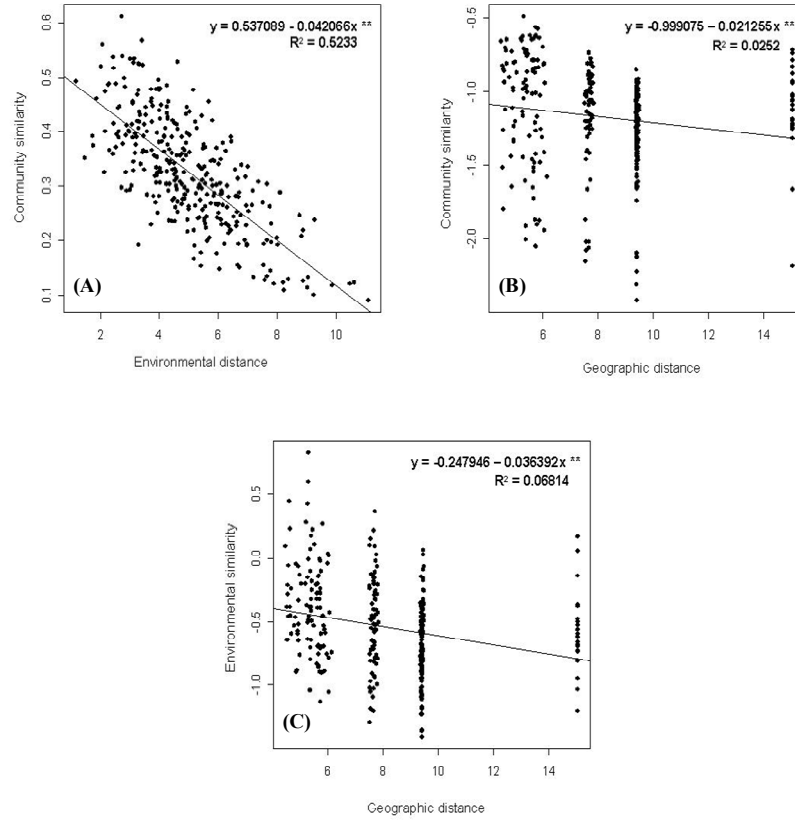 y = 0.537089 - 0.042066x **
R² = 0.5233
0.6
0.5
0.4
0.3
0.2
0.1
Community similarity
(A)
2 4 6 8 10
Environmental distance
y = -0.999075 – 0.021255x **
R² = 0.0252
-0.5
-1.0
-1.5
-2.0
Community similarity
(B)
6 8 10 12 14
Geographic distance
y = -0.247946 – 0.036392x **
R² = 0.06814
0.5
0.0
-0.5
-1.0
Environmental similarity
(C)
6 8 10 12 14
Geographic distance